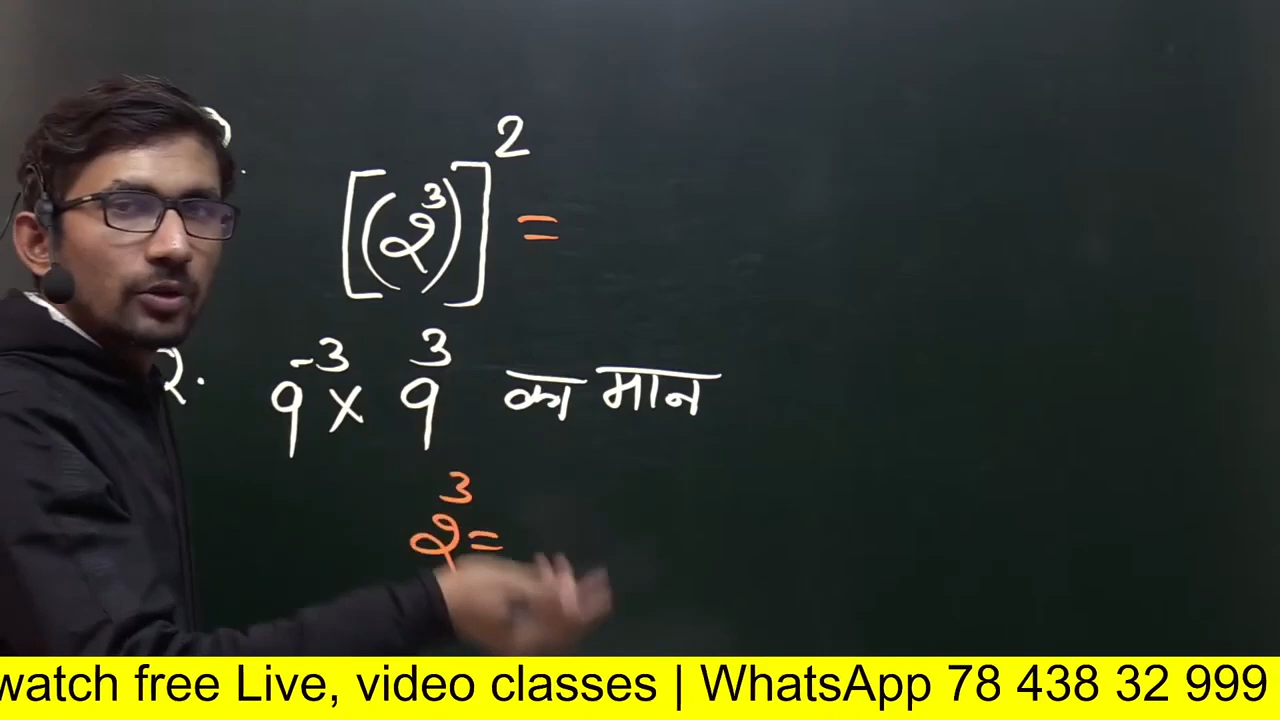 [(2³)]² =
2. 9⁻³ × 9³ का मान
2³ =
watch free Live, video classes | WhatsApp 78 438 32 999